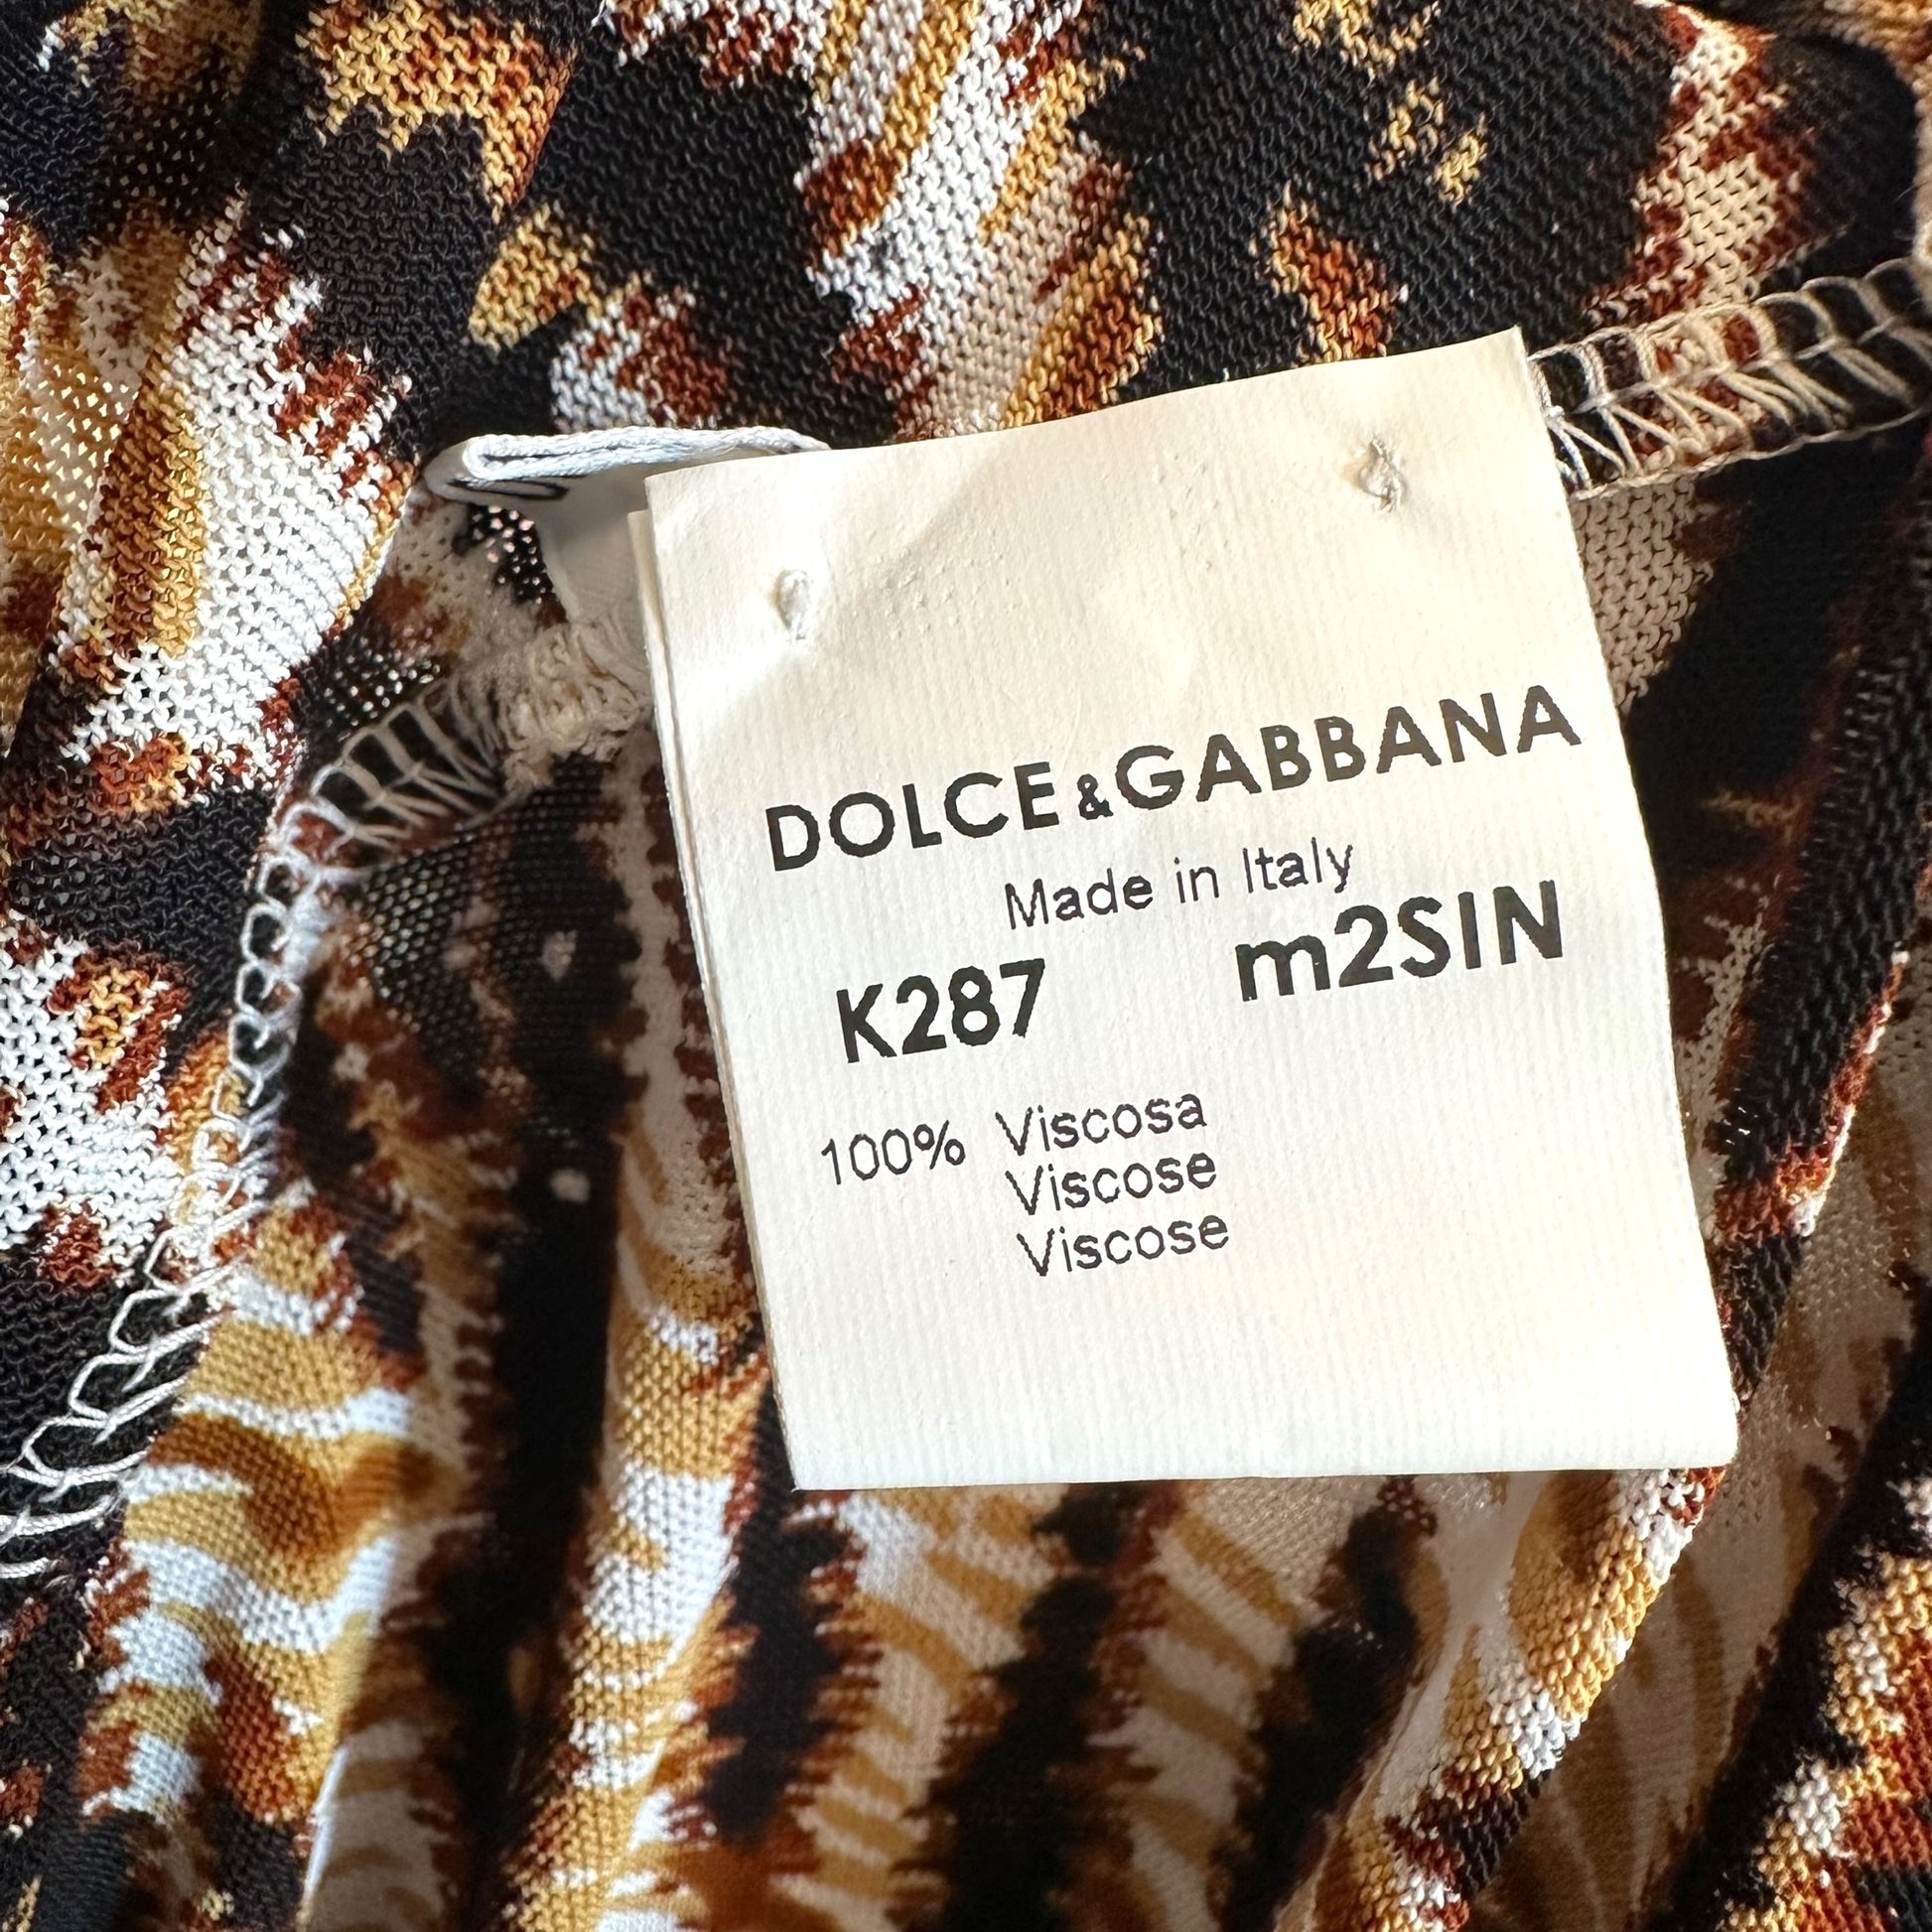 DOLCE&GABBANA
Made in Italy
K287 m2SIN
100% Viscosa
Viscose
Viscose